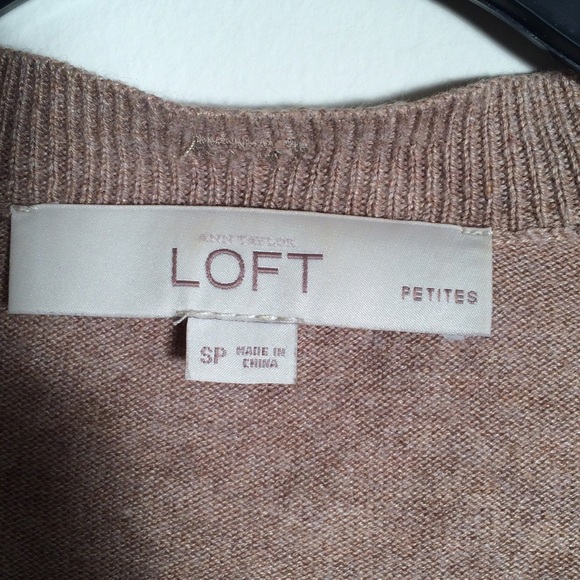 ANN TAYLOR
LOFT
PETITES
SP MADE IN
CHINA